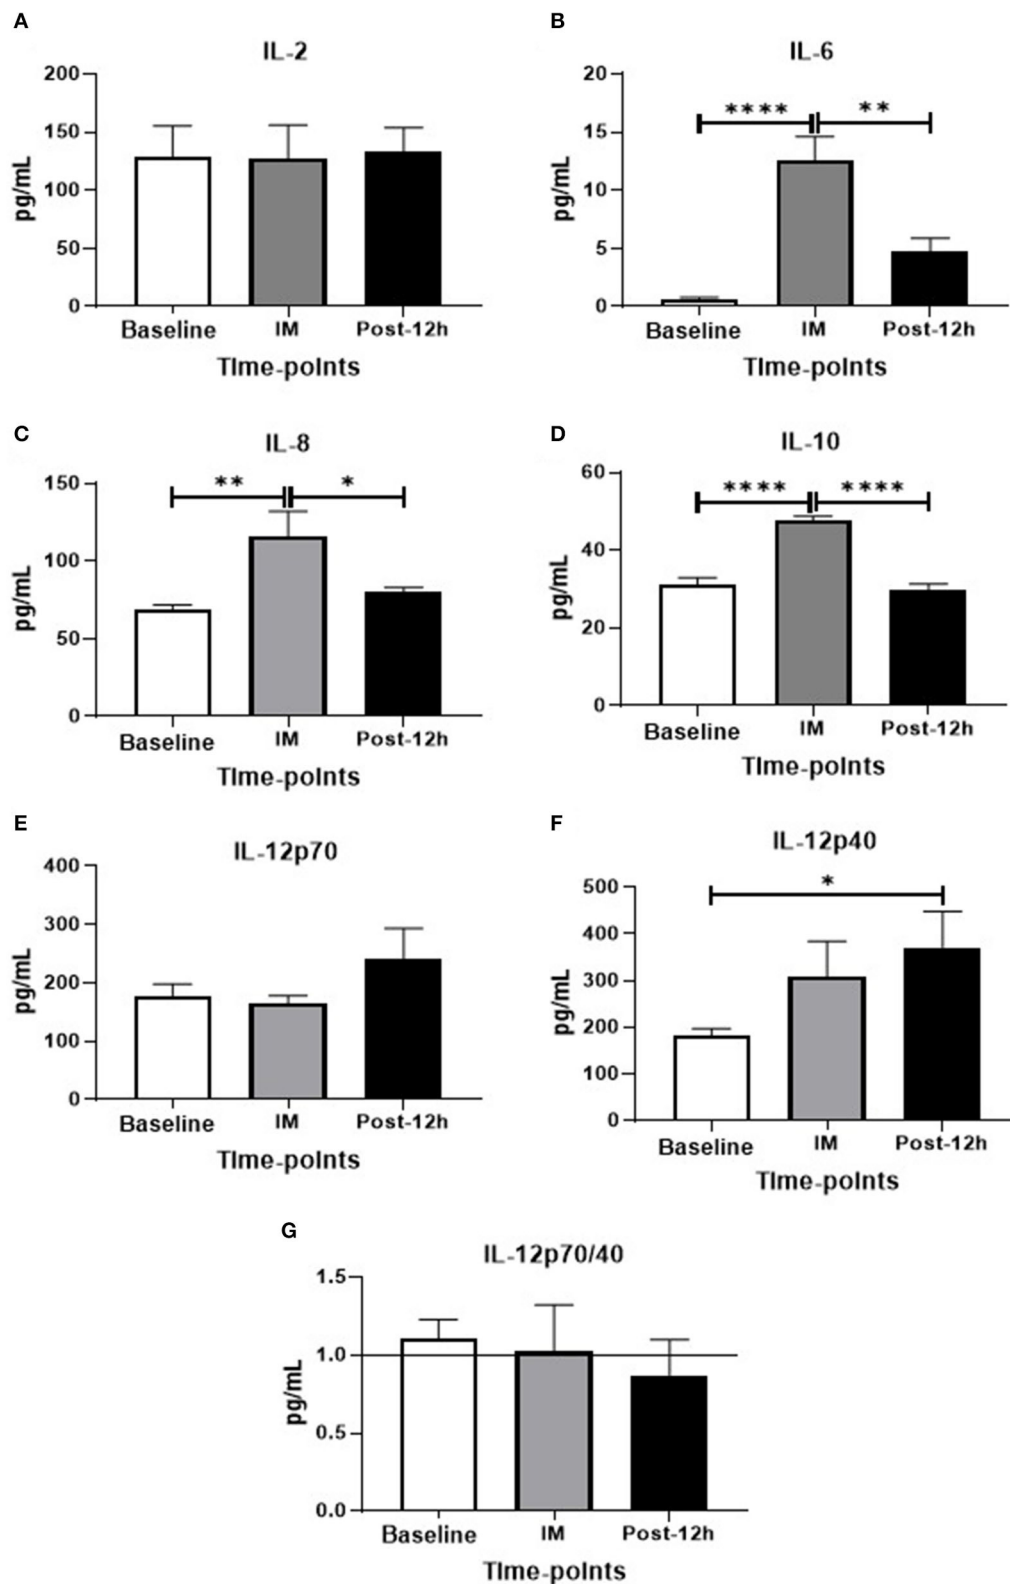 A
IL-2
200
150
100
50
0
pg/mL
Baseline IM Post-12h
TIme-poInts
B
IL-6
20
15
10
5
0
pg/mL
**** **
Baseline IM Post-12h
TIme-poInts
C
IL-8
150
100
50
0
pg/mL
** *
Baseline IM Post-12h
TIme-poInts
D
IL-10
60
40
20
0
pg/mL
**** ****
Baseline IM Post-12h
TIme-poInts
E
IL-12p70
400
300
200
100
0
pg/mL
Baseline IM Post-12h
TIme-poInts
F
IL-12p40
500
400
300
200
100
0
pg/mL
*
Baseline IM Post-12h
TIme-poInts
G
IL-12p70/40
1.5
1.0
0.5
0.0
pg/mL
Baseline IM Post-12h
TIme-poInts